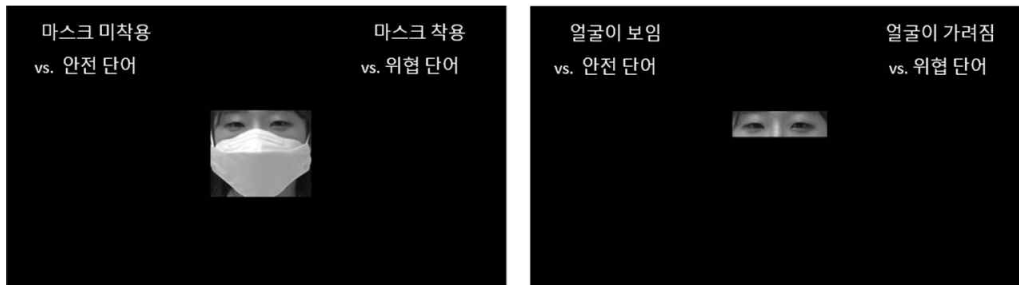 마스크 미착용
vs. 안전 단어
마스크 착용
vs. 위협 단어
얼굴이 보임
vs. 안전 단어
얼굴이 가려짐
vs. 위협 단어